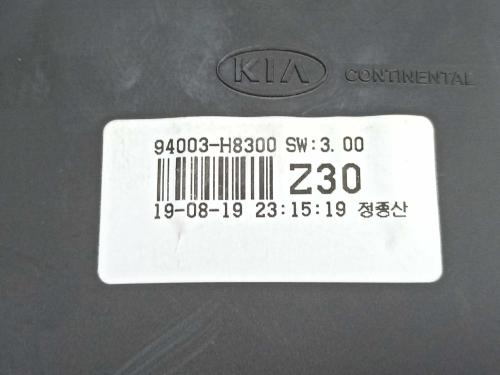 KIA CONTINENTAL
94003-H8300 SW:3.00
Z30
19-08-19 23:15:19 정종산